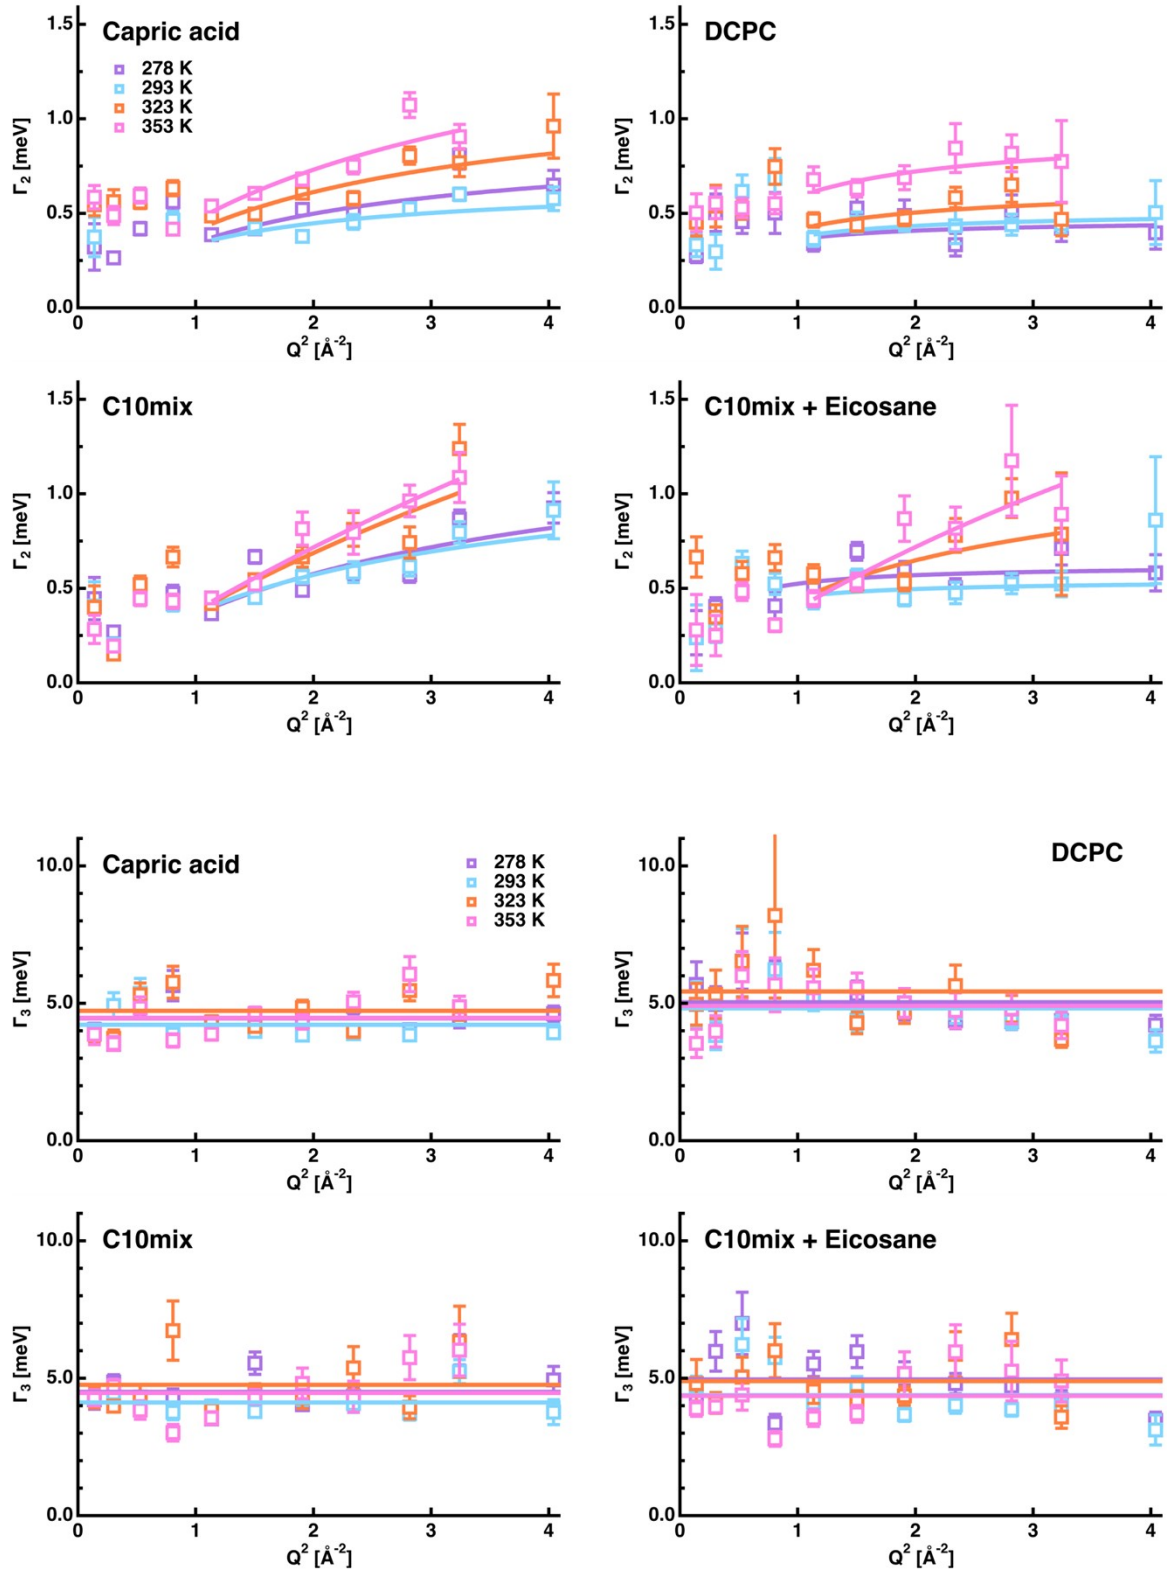 Capric acid
278 K
293 K
323 K
353 K
1.5
1.0
0.5
0.0
Γ2 [meV]
0 1 2 3 4
Q² [Å⁻²]
DCPC
1.5
1.0
0.5
0.0
Γ2 [meV]
0 1 2 3 4
Q² [Å⁻²]
C10mix
1.5
1.0
0.5
0.0
Γ2 [meV]
0 1 2 3 4
Q² [Å⁻²]
C10mix + Eicosane
1.5
1.0
0.5
0.0
Γ2 [meV]
0 1 2 3 4
Q² [Å⁻²]
Capric acid
278 K
293 K
323 K
353 K
10.0
5.0
0.0
Γ3 [meV]
0 1 2 3 4
Q² [Å⁻²]
DCPC
10.0
5.0
0.0
Γ3 [meV]
0 1 2 3 4
Q² [Å⁻²]
C10mix
10.0
5.0
0.0
Γ3 [meV]
0 1 2 3 4
Q² [Å⁻²]
C10mix + Eicosane
10.0
5.0
0.0
Γ3 [meV]
0 1 2 3 4
Q² [Å⁻²]